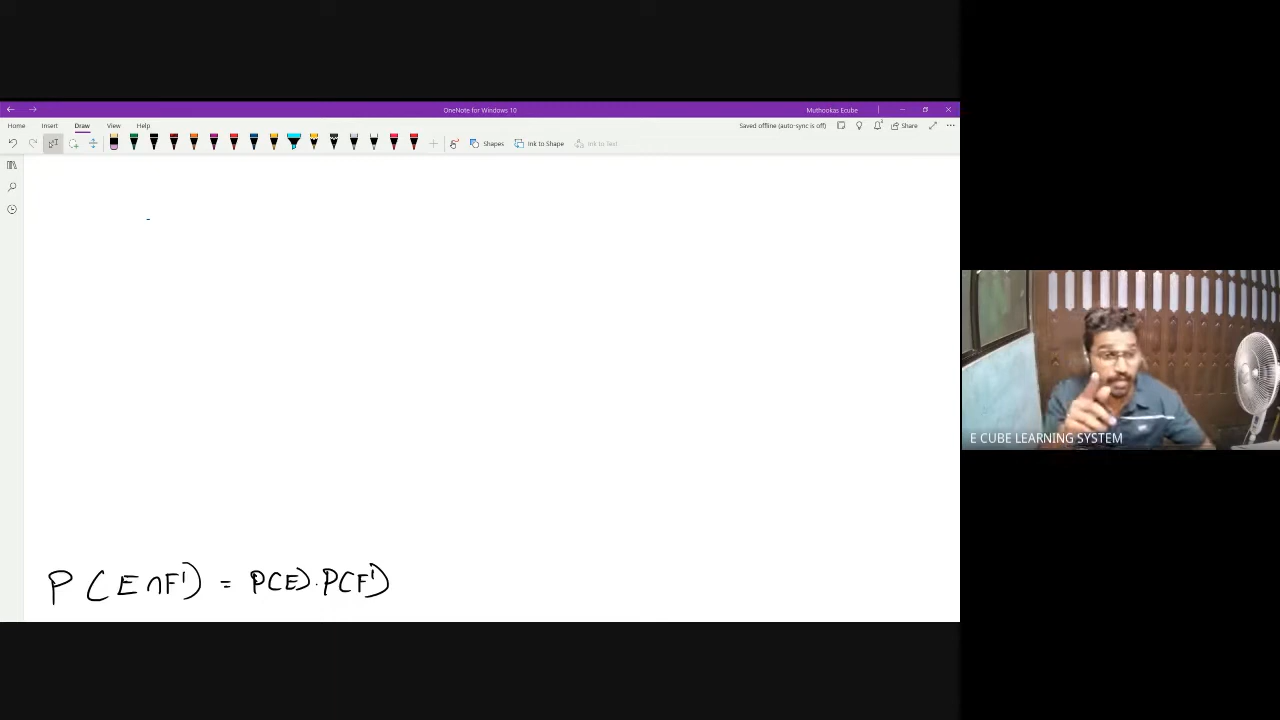 OneNote for Windows 10
Muthookas Ecube
Home Insert Draw View Help
Saved offline (auto-sync is off)
Share
Shapes
Ink to Shape
Ink to Text
P (E∩F') = P(E).P(F')
E CUBE LEARNING SYSTEM